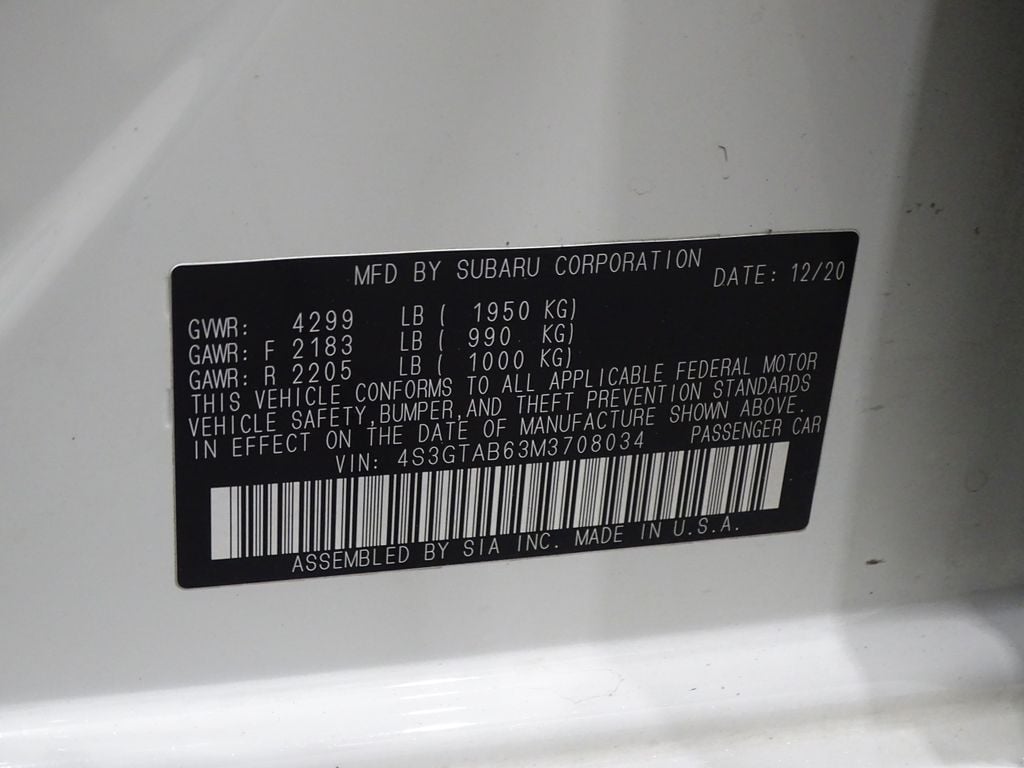 MFD BY SUBARU CORPORATION DATE: 12/20
GVWR: 4299 LB ( 1950 KG)
GAWR: F 2183 LB ( 990 KG)
GAWR: R 2205 LB ( 1000 KG)
THIS VEHICLE CONFORMS TO ALL APPLICABLE FEDERAL MOTOR
VEHICLE SAFETY,BUMPER,AND THEFT PREVENTION STANDARDS
IN EFFECT ON THE DATE OF MANUFACTURE SHOWN ABOVE.
VIN: 4S3GTAB63M3708034 PASSENGER CAR
ASSEMBLED BY SIA INC. MADE IN U.S.A.